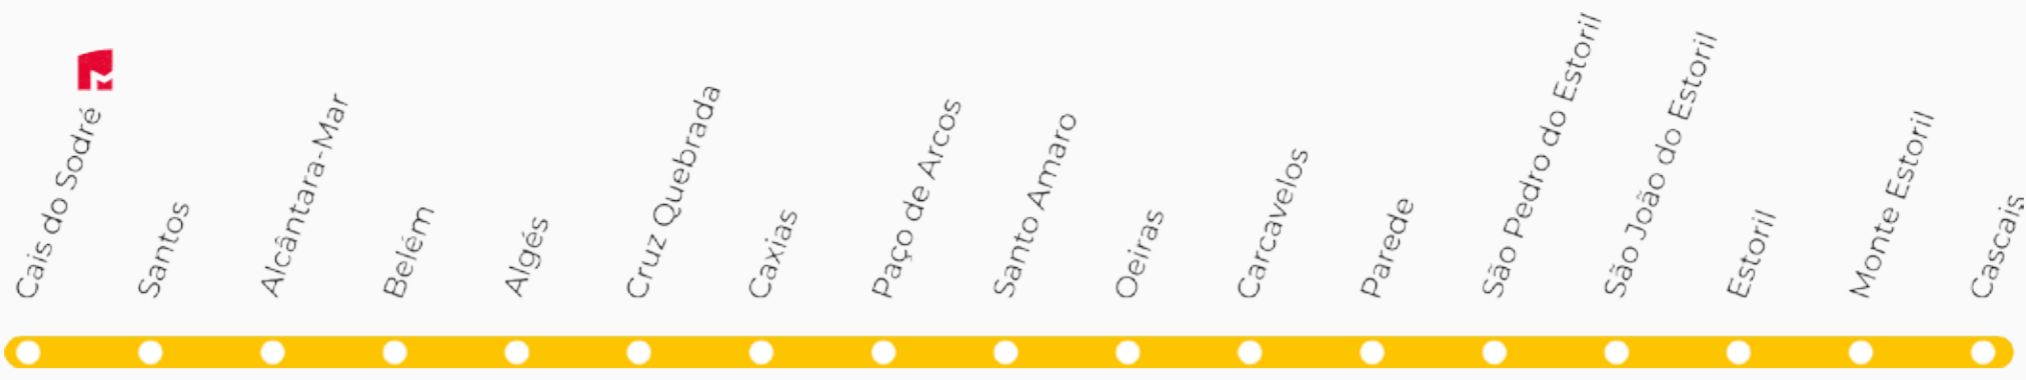 Cais do Sodré
Santos
Alcântara-Mar
Belém
Algés
Cruz Quebrada
Caxias
Paço de Arcos
Santo Amaro
Oeiras
Carcavelos
Parede
São Pedro do Estoril
São João do Estoril
Estoril
Monte Estoril
Cascais